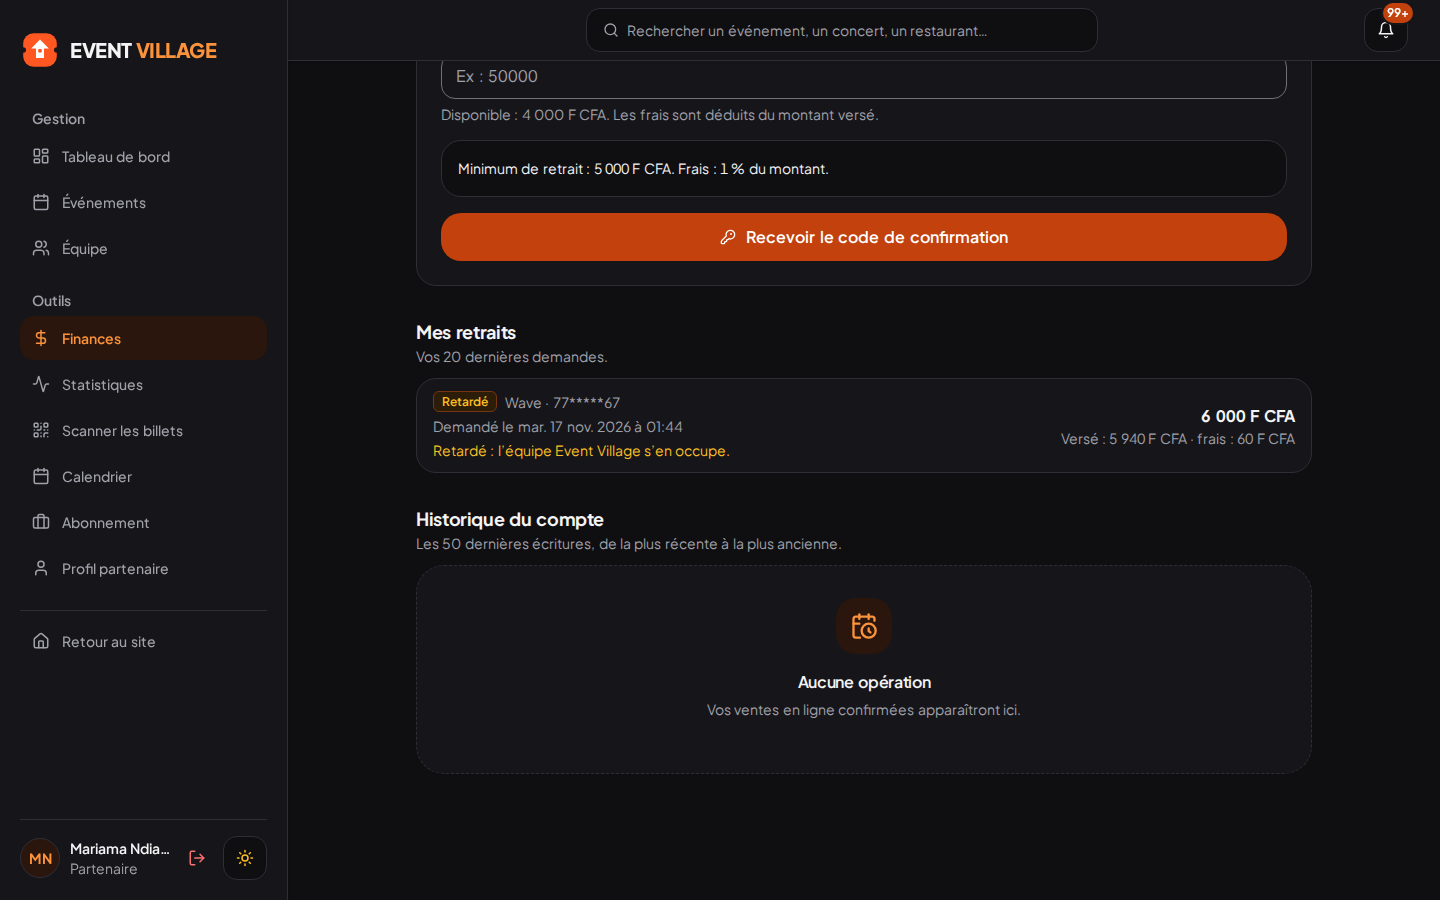 EVENT VILLAGE
Rechercher un événement, un concert, un restaurant...
99+
Gestion
Tableau de bord
Événements
Équipe
Outils
Finances
Statistiques
Scanner les billets
Calendrier
Abonnement
Profil partenaire
Retour au site
MN
Mariama Ndia...
Partenaire
Ex : 50000
Disponible : 4 000 F CFA. Les frais sont déduits du montant versé.
Minimum de retrait : 5 000 F CFA. Frais : 1 % du montant.
Recevoir le code de confirmation
Mes retraits
Vos 20 dernières demandes.
Retardé Wave · 77*****67
Demandé le mar. 17 nov. 2026 à 01:44
Retardé : l'équipe Event Village s'en occupe.
6 000 F CFA
Versé : 5 940 F CFA · frais : 60 F CFA
Historique du compte
Les 50 dernières écritures, de la plus récente à la plus ancienne.
Aucune opération
Vos ventes en ligne confirmées apparaîtront ici.